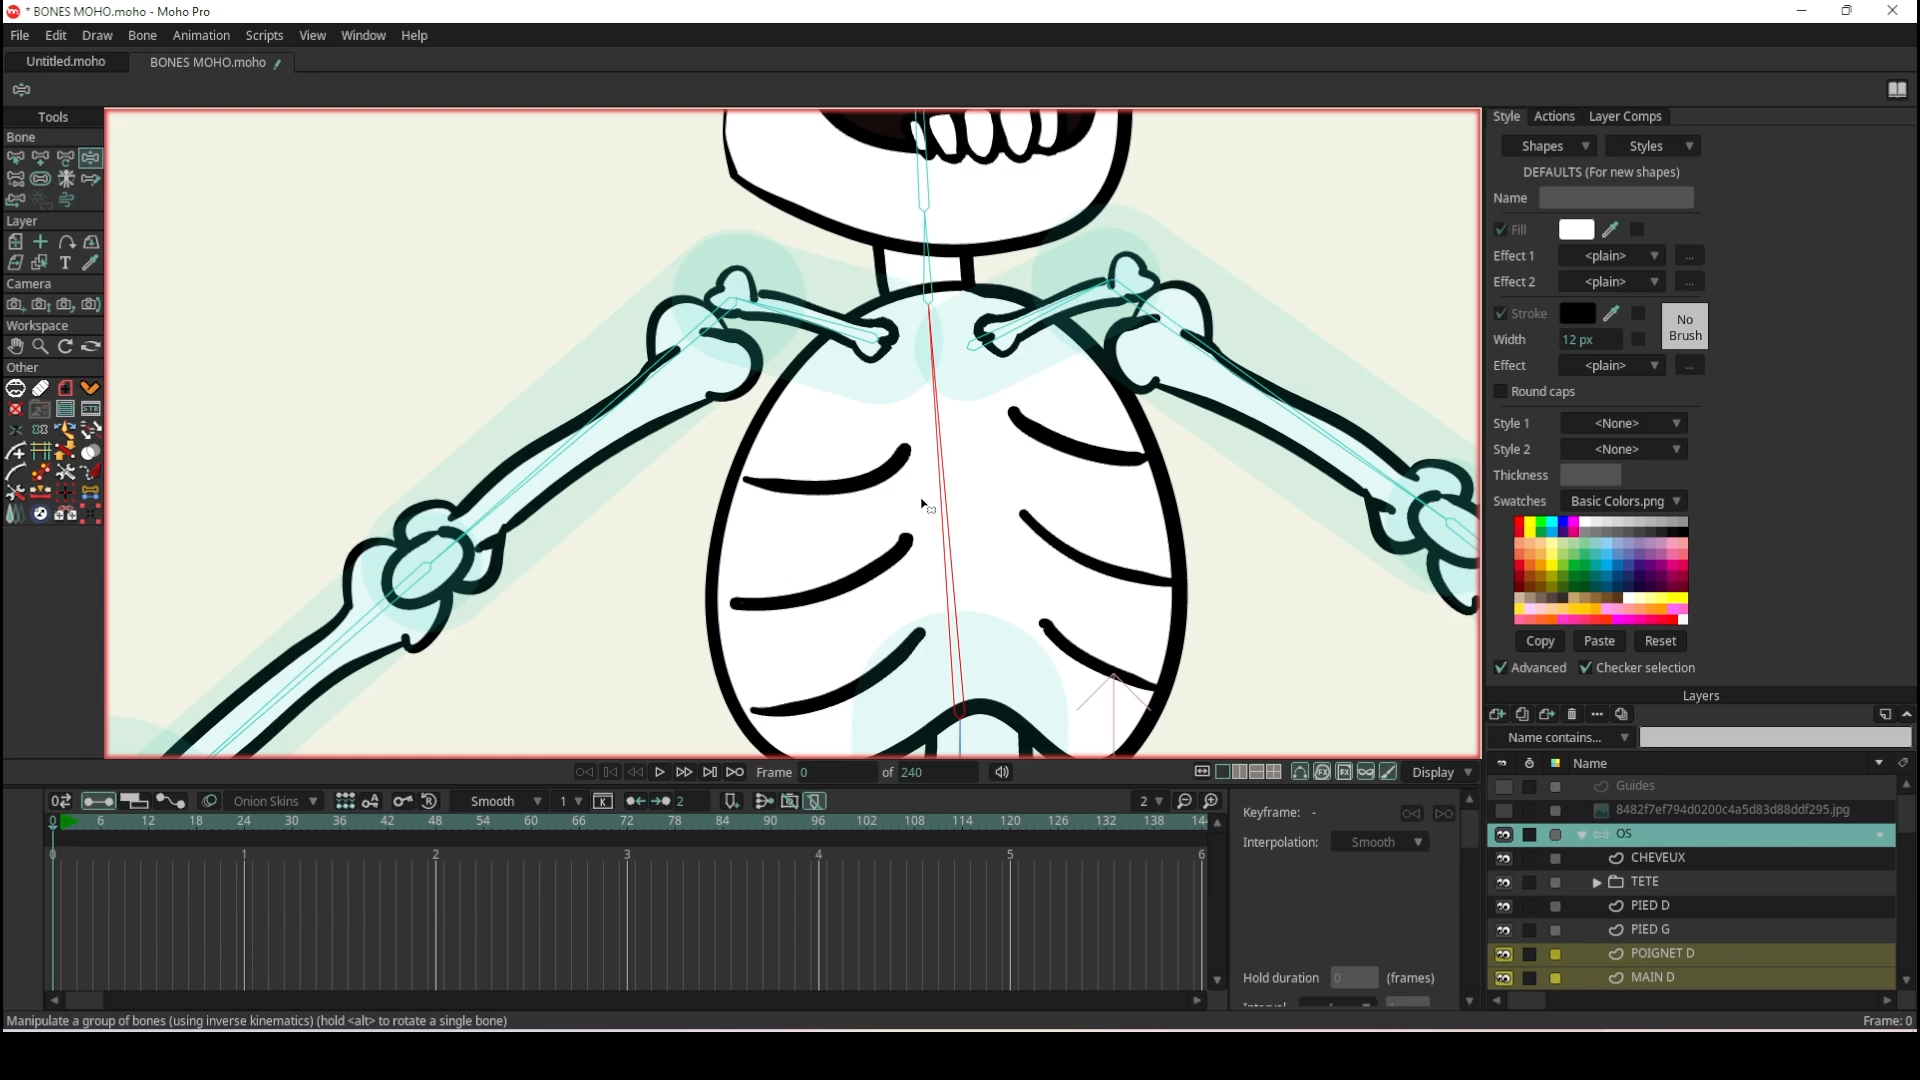 * BONES MOHO.moho - Moho Pro
File Edit Draw Bone Animation Scripts View Window Help
Untitled.moho BONES MOHO.moho
Tools
Bone
Layer
T
Camera
Workspace
Other
STB
Style Actions Layer Comps
Shapes Styles
DEFAULTS (For new shapes)
Name
Fill
Effect 1 <plain> ...
Effect 2 <plain> ...
Stroke
No
Brush
Width 12 px
Effect <plain> ...
Round caps
Style 1 <None>
Style 2 <None>
Thickness
Swatches Basic Colors.png
Copy Paste Reset
Advanced Checker selection
Layers
Name contains...
Name
Guides
8482f7ef794d0200c4a5d83d88ddf295.jpg
OS
CHEVEUX
TETE
PIED D
PIED G
POIGNET D
MAIN D
Frame 0 of 240 Display
Onion Skins Smooth 1 2 2
0 6 12 18 24 30 36 42 48 54 60 66 72 78 84 90 96 102 108 114 120 126 132 138 144
0 1 2 3 4 5 6
Keyframe: -
Interpolation: Smooth
Hold duration 0 (frames)
Manipulate a group of bones (using inverse kinematics) (hold <alt> to rotate a single bone) Frame: 0